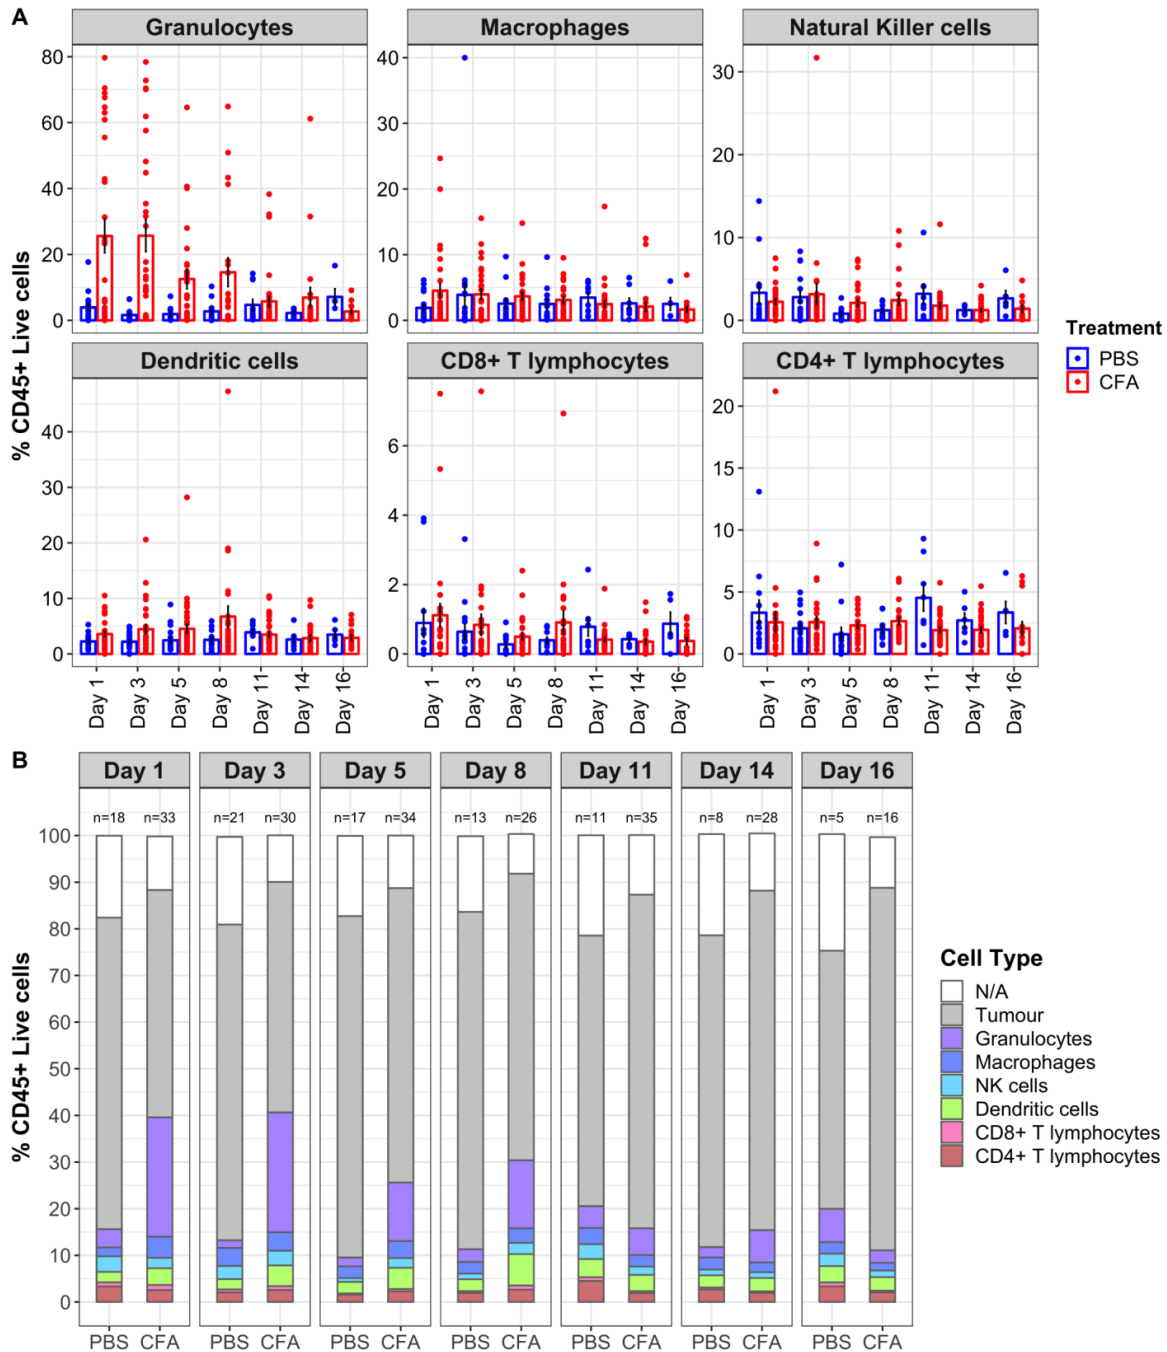 A
Granulocytes
Macrophages
Natural Killer cells
80
60
40
20
0
40
30
20
10
0
30
20
10
0
Dendritic cells
CD8+ T lymphocytes
CD4+ T lymphocytes
40
30
20
10
0
6
4
2
0
20
15
10
5
0
% CD45+ Live cells
Day 1 Day 3 Day 5 Day 8 Day 11 Day 14 Day 16
Day 1 Day 3 Day 5 Day 8 Day 11 Day 14 Day 16
Day 1 Day 3 Day 5 Day 8 Day 11 Day 14 Day 16
Treatment
PBS
CFA
B
Day 1 Day 3 Day 5 Day 8 Day 11 Day 14 Day 16
n=18 n=33 n=21 n=30 n=17 n=34 n=13 n=26 n=11 n=35 n=8 n=28 n=5 n=16
100
90
80
70
60
50
40
30
20
10
0
% CD45+ Live cells
PBS CFA PBS CFA PBS CFA PBS CFA PBS CFA PBS CFA PBS CFA
Cell Type
N/A
Tumour
Granulocytes
Macrophages
NK cells
Dendritic cells
CD8+ T lymphocytes
CD4+ T lymphocytes